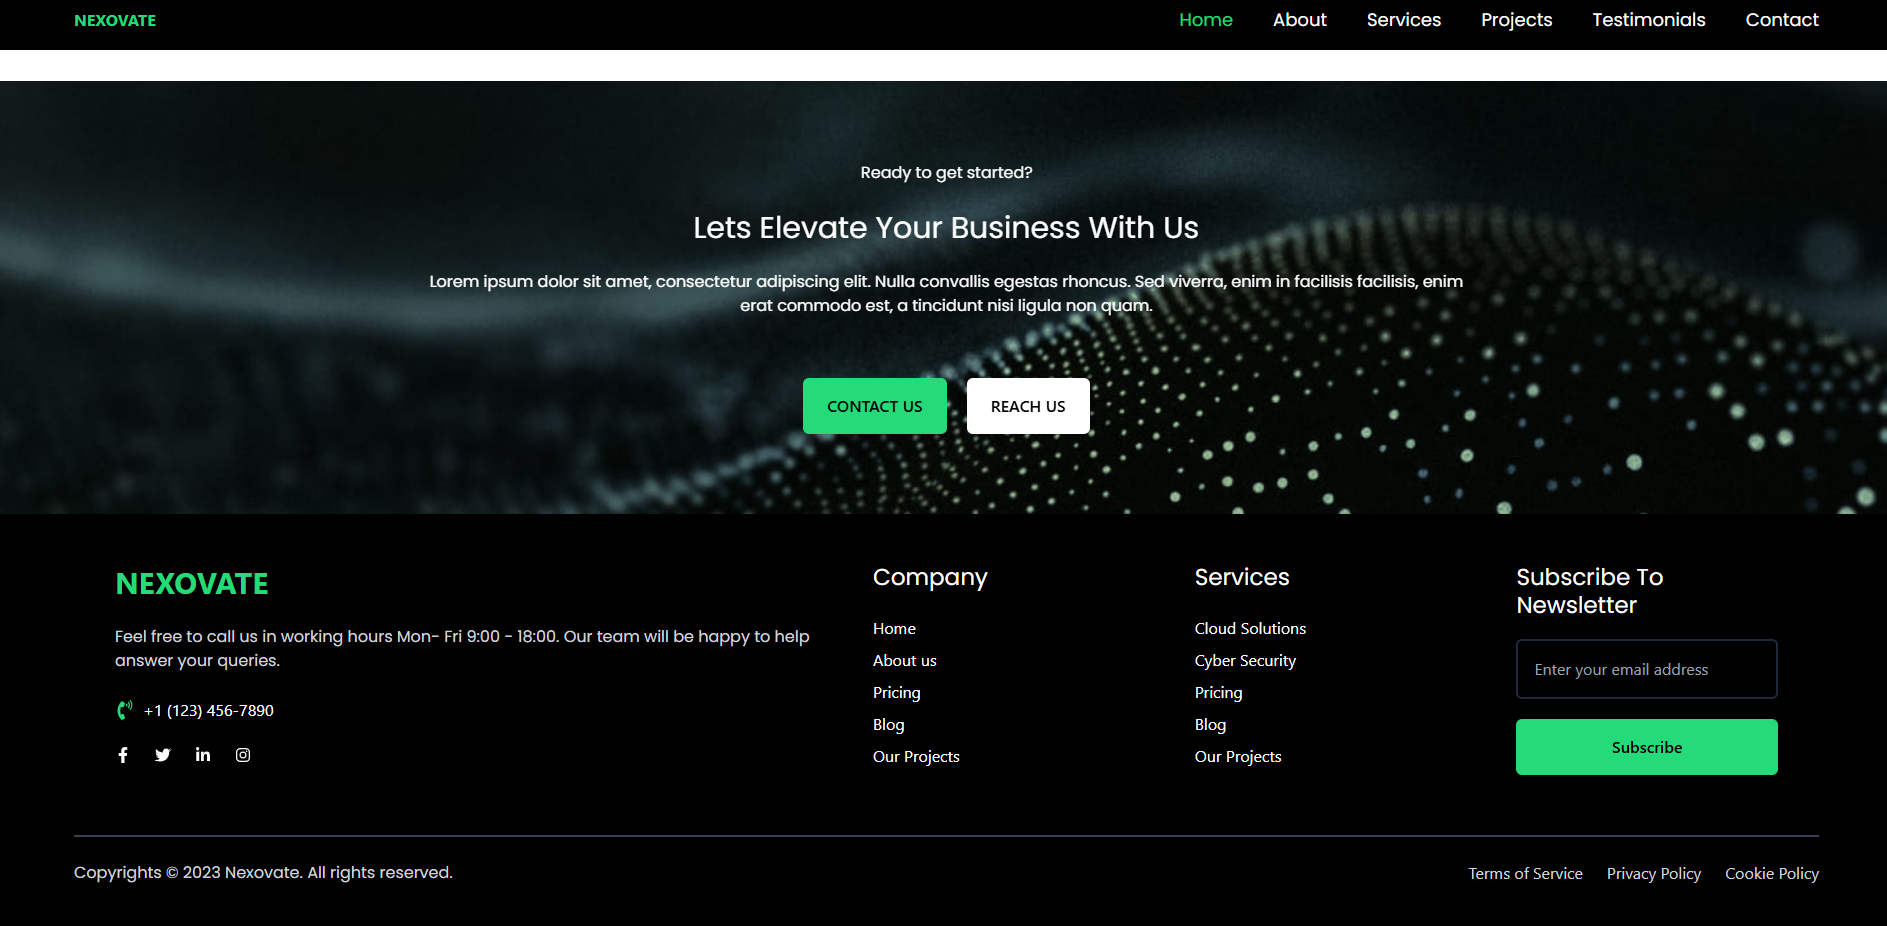 NEXOVATE
Home About Services Projects Testimonials Contact
Ready to get started?
Lets Elevate Your Business With Us
Lorem ipsum dolor sit amet, consectetur adipiscing elit. Nulla convallis egestas rhoncus. Sed viverra, enim in facilisis facilisis, enim
erat commodo est, a tincidunt nisi ligula non quam.
CONTACT US REACH US
NEXOVATE
Feel free to call us in working hours Mon- Fri 9:00 - 18:00. Our team will be happy to help
answer your queries.
+1 (123) 456-7890
Company
Home
About us
Pricing
Blog
Our Projects
Services
Cloud Solutions
Cyber Security
Pricing
Blog
Our Projects
Subscribe To
Newsletter
Enter your email address
Subscribe
Copyrights © 2023 Nexovate. All rights reserved.
Terms of Service Privacy Policy Cookie Policy